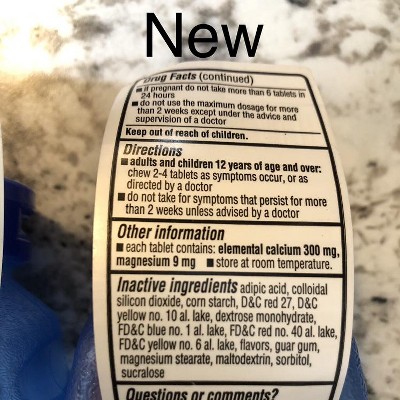 New
Drug Facts (continued)
■ if pregnant do not take more than 6 tablets in
24 hours
■ do not use the maximum dosage for more
than 2 weeks except under the advice and
supervision of a doctor
Keep out of reach of children.
Directions
■ adults and children 12 years of age and over:
chew 2-4 tablets as symptoms occur, or as
directed by a doctor
■ do not take for symptoms that persist for more
than 2 weeks unless advised by a doctor
Other information
■ each tablet contains: elemental calcium 300 mg,
magnesium 9 mg ■ store at room temperature.
Inactive ingredients adipic acid, colloidal
silicon dioxide, corn starch, D&C red 27, D&C
yellow no. 10 al. lake, dextrose monohydrate,
FD&C blue no. 1 al. lake, FD&C red no. 40 al. lake,
FD&C yellow no. 6 al. lake, flavors, guar gum,
magnesium stearate, maltodextrin, sorbitol,
sucralose
Questions or comments?